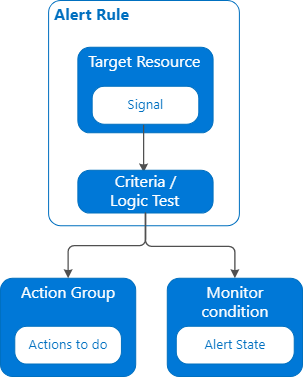 Alert Rule
Target Resource
Signal
Criteria /
Logic Test
Action Group
Actions to do
Monitor
condition
Alert State